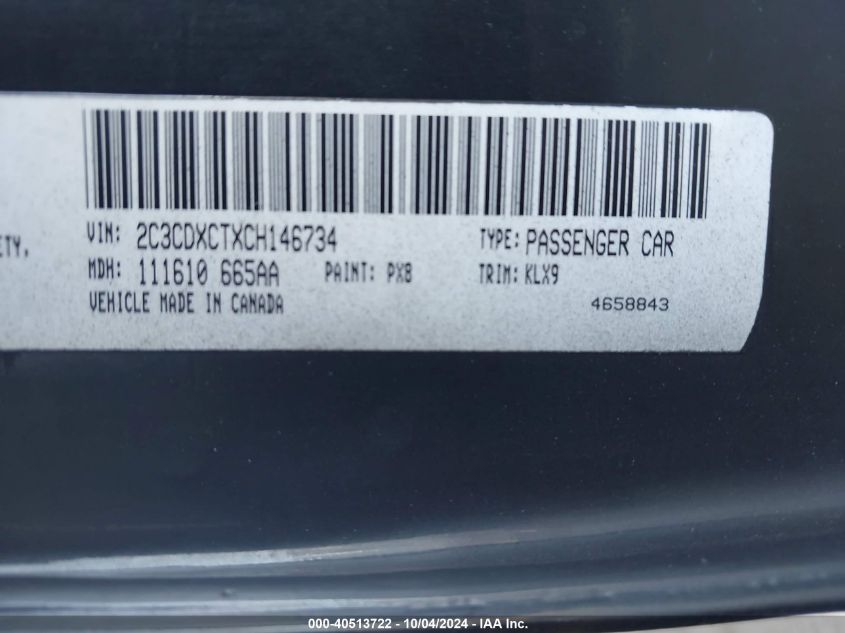 ETY,
VIN: 2C3CDXCTXCH146734 TYPE: PASSENGER CAR
MDH: 111610 665AA PAINT: PX8 TRIM: KLX9
VEHICLE MADE IN CANADA 4658843
000-40513722 - 10/04/2024 - IAA Inc.